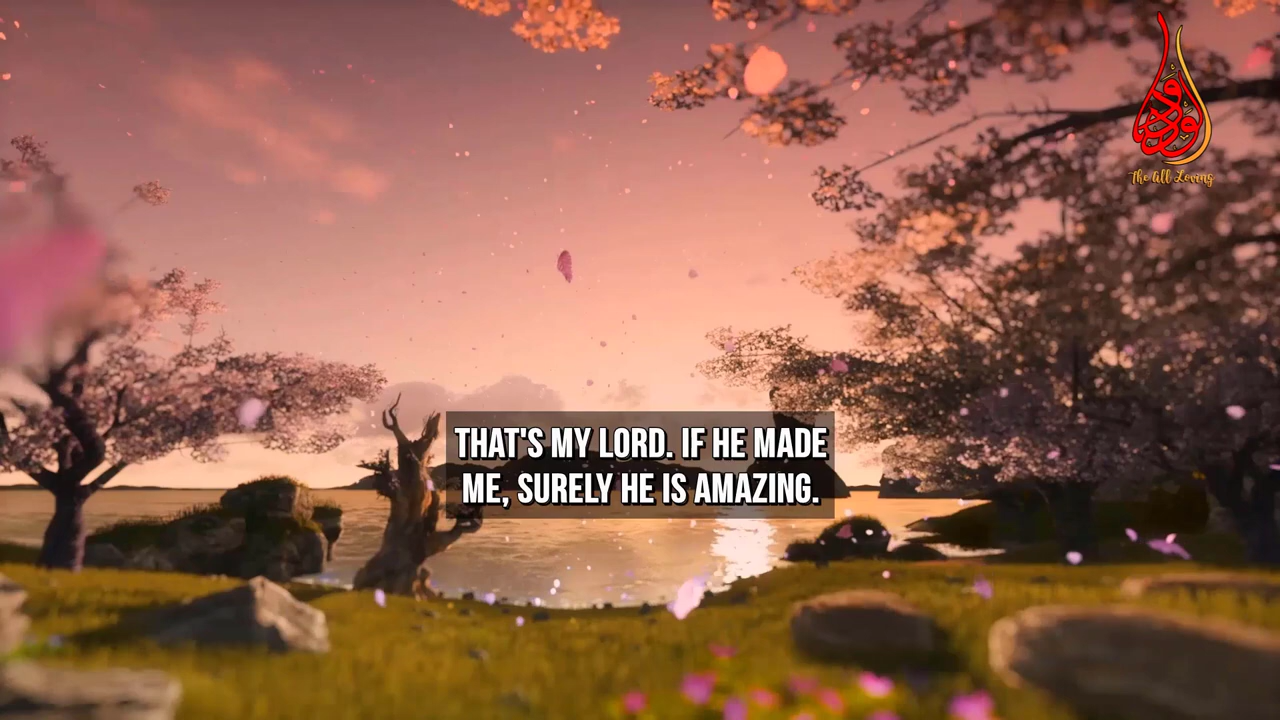 The All Loving
THAT'S MY LORD. IF HE MADE
ME, SURELY HE IS AMAZING.